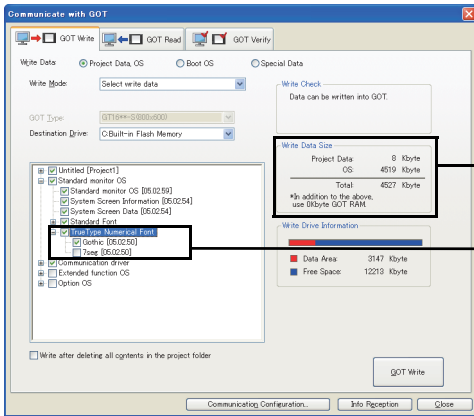 Communicate with GOT
GOT Write GOT Read GOT Verify
Write Data: Project Data, OS Boot OS Special Data
Write Mode: Select write data
GOT Type: GT16**-S(800x600)
Destination Drive: C:Built-in Flash Memory
Write Check
Data can be written into GOT.
Write Data Size
Project Data: 8 Kbyte
OS: 4519 Kbyte
Total: 4527 Kbyte
*In addition to the above,
use 0Kbyte GOT RAM.
Untitled [Project1]
Standard monitor OS
Standard monitor OS [05.02.59]
System Screen Information [05.02.54]
System Screen Data [05.02.54]
Standard Font
TrueType Numerical Font
Gothic [05.02.50]
7seg [05.02.50]
Communication driver
Extended function OS
Option OS
Write Drive Information
Data Area: 3147 Kbyte
Free Space: 12213 Kbyte
Write after deleting all contents in the project folder
GOT Write
Communication Configuration... Info Reception Close